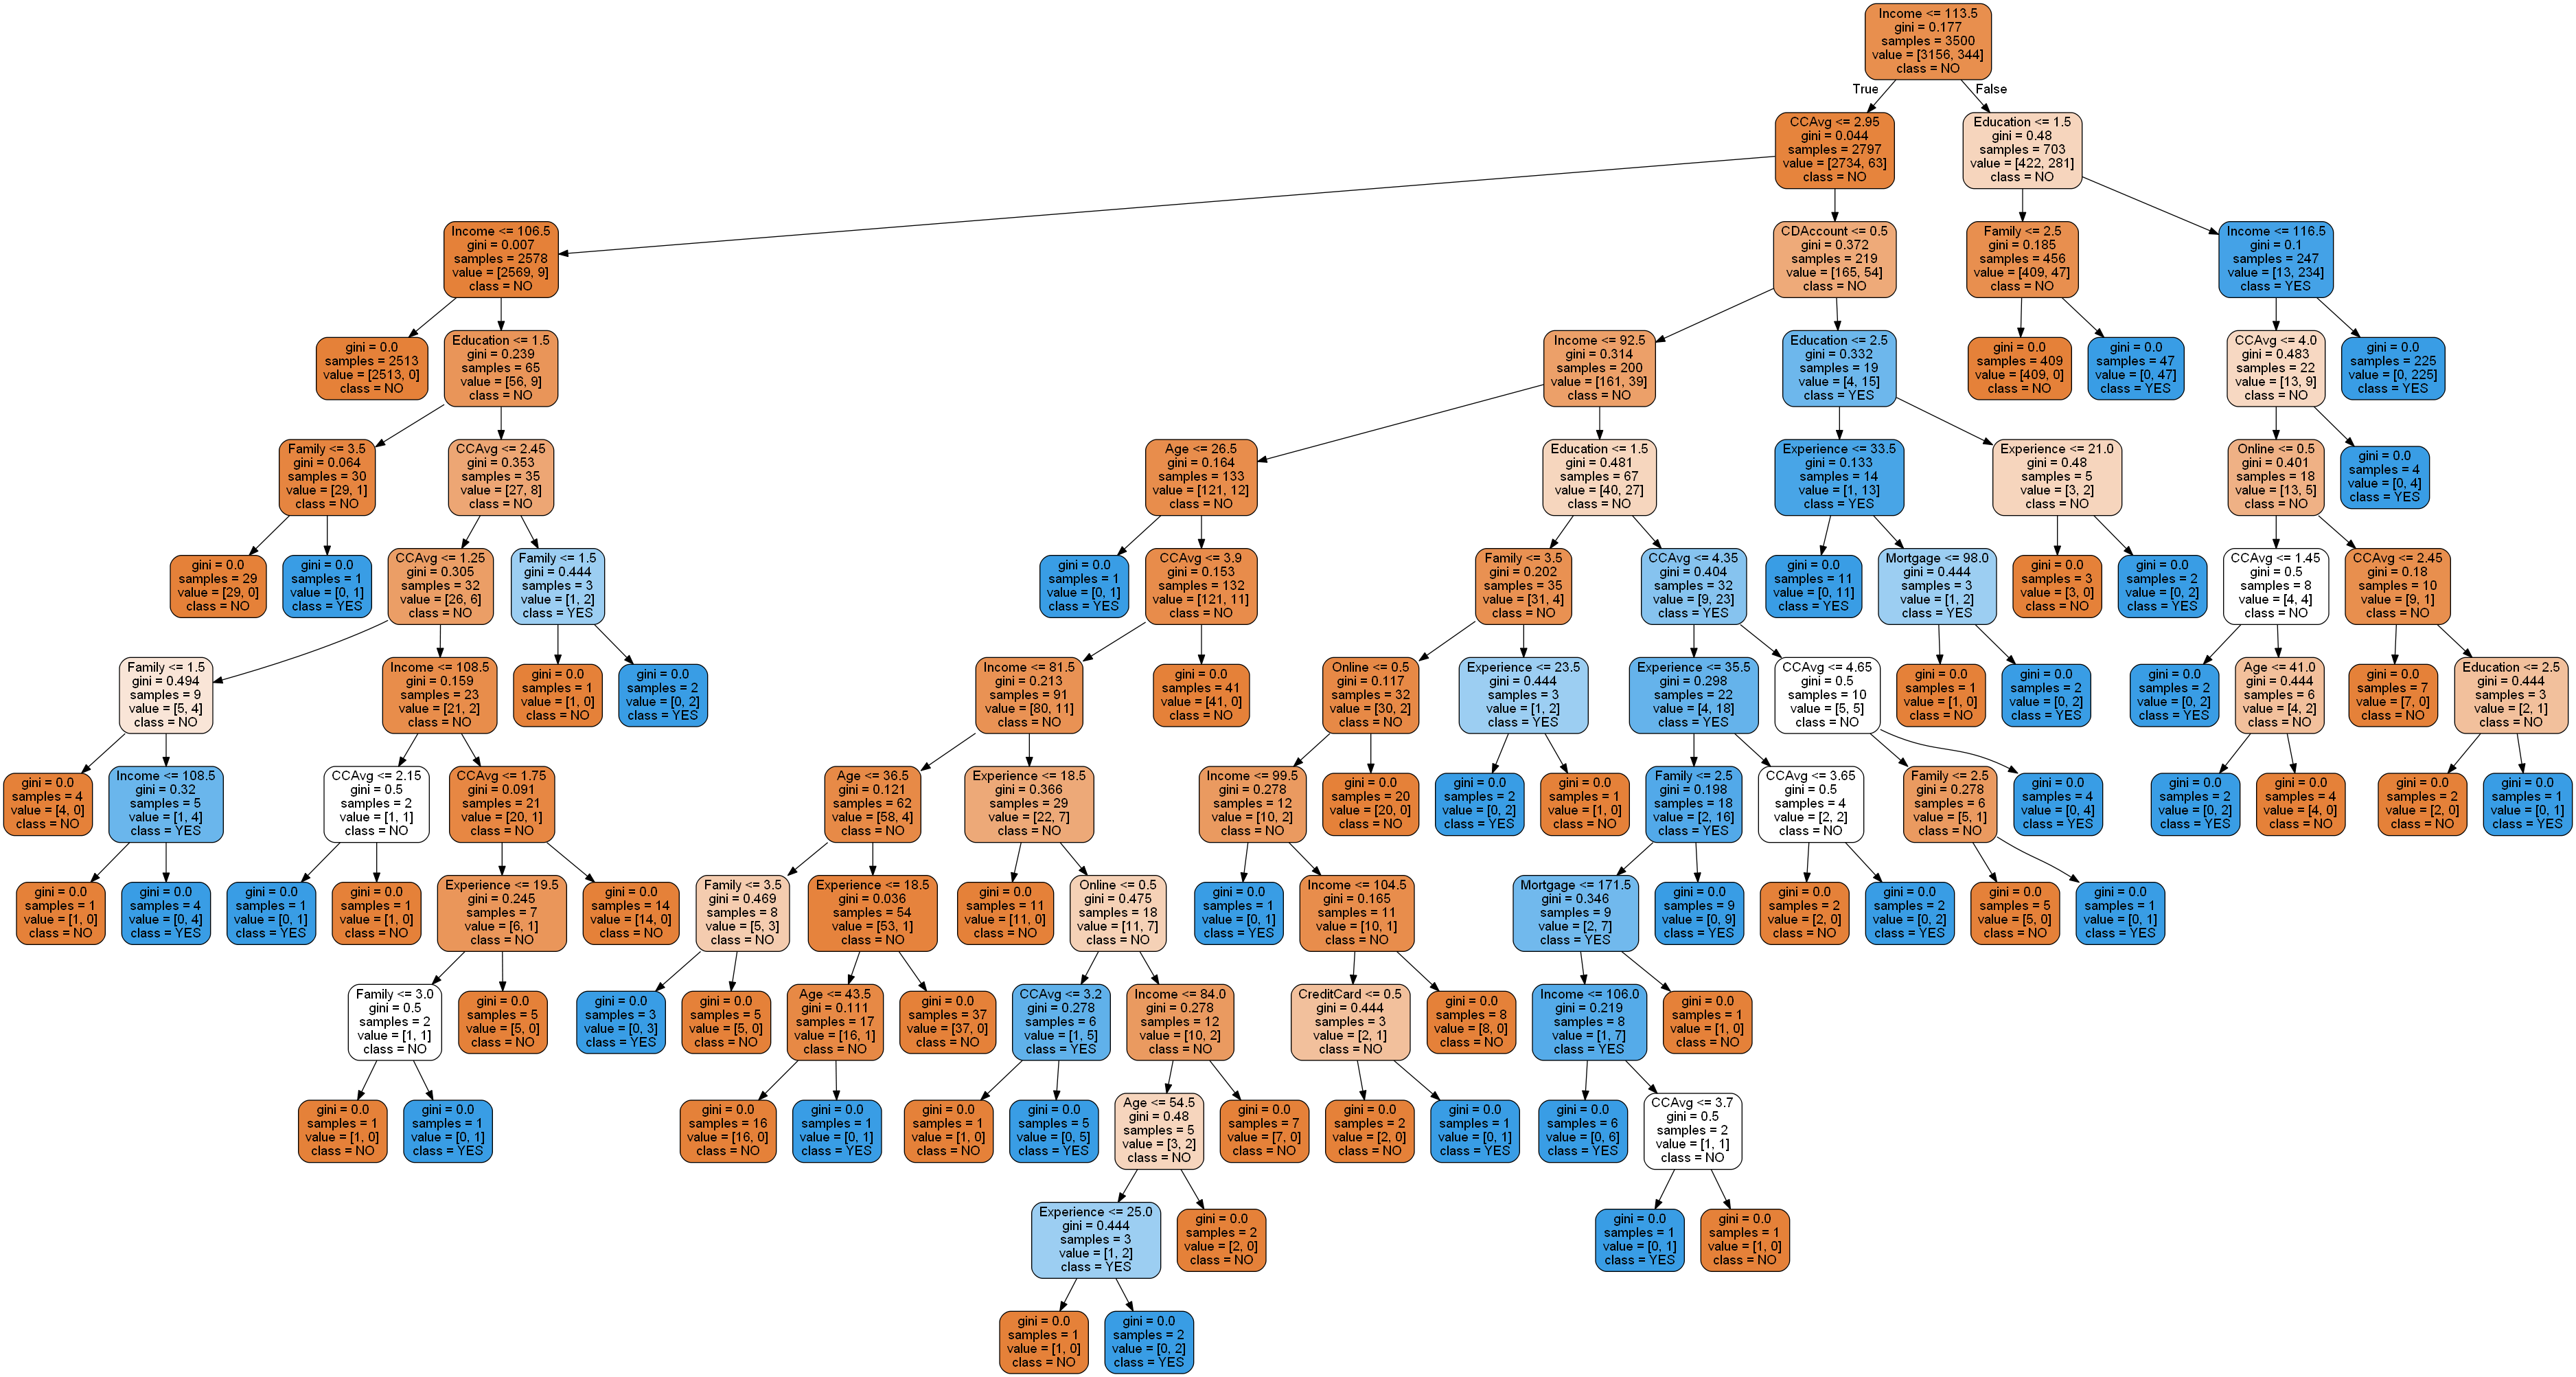 Income <= 113.5
gini = 0.177
samples = 3500
value = [3156, 344]
class = NO
True
False
CCAvg <= 2.95
gini = 0.044
samples = 2797
value = [2734, 63]
class = NO
Education <= 1.5
gini = 0.48
samples = 703
value = [422, 281]
class = NO
Income <= 106.5
gini = 0.007
samples = 2578
value = [2569, 9]
class = NO
CDAccount <= 0.5
gini = 0.372
samples = 219
value = [165, 54]
class = NO
Family <= 2.5
gini = 0.185
samples = 456
value = [409, 47]
class = NO
Income <= 116.5
gini = 0.1
samples = 247
value = [13, 234]
class = YES
gini = 0.0
samples = 2513
value = [2513, 0]
class = NO
Education <= 1.5
gini = 0.239
samples = 65
value = [56, 9]
class = NO
Income <= 92.5
gini = 0.314
samples = 200
value = [161, 39]
class = NO
Education <= 2.5
gini = 0.332
samples = 19
value = [4, 15]
class = YES
gini = 0.0
samples = 409
value = [409, 0]
class = NO
gini = 0.0
samples = 47
value = [0, 47]
class = YES
CCAvg <= 4.0
gini = 0.483
samples = 22
value = [13, 9]
class = NO
gini = 0.0
samples = 225
value = [0, 225]
class = YES
Family <= 3.5
gini = 0.064
samples = 30
value = [29, 1]
class = NO
CCAvg <= 2.45
gini = 0.353
samples = 35
value = [27, 8]
class = NO
Age <= 26.5
gini = 0.164
samples = 133
value = [121, 12]
class = NO
Education <= 1.5
gini = 0.481
samples = 67
value = [40, 27]
class = NO
Experience <= 33.5
gini = 0.133
samples = 14
value = [1, 13]
class = YES
Experience <= 21.0
gini = 0.48
samples = 5
value = [3, 2]
class = NO
Online <= 0.5
gini = 0.401
samples = 18
value = [13, 5]
class = NO
gini = 0.0
samples = 4
value = [0, 4]
class = YES
gini = 0.0
samples = 29
value = [29, 0]
class = NO
gini = 0.0
samples = 1
value = [0, 1]
class = YES
CCAvg <= 1.25
gini = 0.305
samples = 32
value = [26, 6]
class = NO
Family <= 1.5
gini = 0.444
samples = 3
value = [1, 2]
class = YES
gini = 0.0
samples = 1
value = [0, 1]
class = YES
CCAvg <= 3.9
gini = 0.153
samples = 132
value = [121, 11]
class = NO
Family <= 3.5
gini = 0.202
samples = 35
value = [31, 4]
class = NO
CCAvg <= 4.35
gini = 0.404
samples = 32
value = [9, 23]
class = YES
gini = 0.0
samples = 11
value = [0, 11]
class = YES
Mortgage <= 98.0
gini = 0.444
samples = 3
value = [1, 2]
class = YES
gini = 0.0
samples = 3
value = [3, 0]
class = NO
gini = 0.0
samples = 2
value = [0, 2]
class = YES
CCAvg <= 1.45
gini = 0.5
samples = 8
value = [4, 4]
class = NO
CCAvg <= 2.45
gini = 0.18
samples = 10
value = [9, 1]
class = NO
Family <= 1.5
gini = 0.494
samples = 9
value = [5, 4]
class = NO
Income <= 108.5
gini = 0.159
samples = 23
value = [21, 2]
class = NO
gini = 0.0
samples = 1
value = [1, 0]
class = NO
gini = 0.0
samples = 2
value = [0, 2]
class = YES
Income <= 81.5
gini = 0.213
samples = 91
value = [80, 11]
class = NO
gini = 0.0
samples = 41
value = [41, 0]
class = NO
Online <= 0.5
gini = 0.117
samples = 32
value = [30, 2]
class = NO
Experience <= 23.5
gini = 0.444
samples = 3
value = [1, 2]
class = YES
Experience <= 35.5
gini = 0.298
samples = 22
value = [4, 18]
class = YES
CCAvg <= 4.65
gini = 0.5
samples = 10
value = [5, 5]
class = NO
gini = 0.0
samples = 1
value = [1, 0]
class = NO
gini = 0.0
samples = 2
value = [0, 2]
class = YES
gini = 0.0
samples = 2
value = [0, 2]
class = YES
Age <= 41.0
gini = 0.444
samples = 6
value = [4, 2]
class = NO
gini = 0.0
samples = 7
value = [7, 0]
class = NO
Education <= 2.5
gini = 0.444
samples = 3
value = [2, 1]
class = NO
gini = 0.0
samples = 4
value = [4, 0]
class = NO
Income <= 108.5
gini = 0.32
samples = 5
value = [1, 4]
class = YES
CCAvg <= 2.15
gini = 0.5
samples = 2
value = [1, 1]
class = NO
CCAvg <= 1.75
gini = 0.091
samples = 21
value = [20, 1]
class = NO
Age <= 36.5
gini = 0.121
samples = 62
value = [58, 4]
class = NO
Experience <= 18.5
gini = 0.366
samples = 29
value = [22, 7]
class = NO
Income <= 99.5
gini = 0.278
samples = 12
value = [10, 2]
class = NO
gini = 0.0
samples = 20
value = [20, 0]
class = NO
gini = 0.0
samples = 2
value = [0, 2]
class = YES
gini = 0.0
samples = 1
value = [1, 0]
class = NO
Family <= 2.5
gini = 0.198
samples = 18
value = [2, 16]
class = YES
CCAvg <= 3.65
gini = 0.5
samples = 4
value = [2, 2]
class = NO
Family <= 2.5
gini = 0.278
samples = 6
value = [5, 1]
class = NO
gini = 0.0
samples = 4
value = [0, 4]
class = YES
gini = 0.0
samples = 2
value = [0, 2]
class = YES
gini = 0.0
samples = 4
value = [4, 0]
class = NO
gini = 0.0
samples = 2
value = [2, 0]
class = NO
gini = 0.0
samples = 1
value = [0, 1]
class = YES
gini = 0.0
samples = 1
value = [1, 0]
class = NO
gini = 0.0
samples = 4
value = [0, 4]
class = YES
gini = 0.0
samples = 1
value = [0, 1]
class = YES
gini = 0.0
samples = 1
value = [1, 0]
class = NO
Experience <= 19.5
gini = 0.245
samples = 7
value = [6, 1]
class = NO
gini = 0.0
samples = 14
value = [14, 0]
class = NO
Family <= 3.5
gini = 0.469
samples = 8
value = [5, 3]
class = NO
Experience <= 18.5
gini = 0.036
samples = 54
value = [53, 1]
class = NO
gini = 0.0
samples = 11
value = [11, 0]
class = NO
Online <= 0.5
gini = 0.475
samples = 18
value = [11, 7]
class = NO
gini = 0.0
samples = 1
value = [0, 1]
class = YES
Income <= 104.5
gini = 0.165
samples = 11
value = [10, 1]
class = NO
Mortgage <= 171.5
gini = 0.346
samples = 9
value = [2, 7]
class = YES
gini = 0.0
samples = 9
value = [0, 9]
class = YES
gini = 0.0
samples = 2
value = [2, 0]
class = NO
gini = 0.0
samples = 2
value = [0, 2]
class = YES
gini = 0.0
samples = 5
value = [5, 0]
class = NO
gini = 0.0
samples = 1
value = [0, 1]
class = YES
Family <= 3.0
gini = 0.5
samples = 2
value = [1, 1]
class = NO
gini = 0.0
samples = 5
value = [5, 0]
class = NO
gini = 0.0
samples = 3
value = [0, 3]
class = YES
gini = 0.0
samples = 5
value = [5, 0]
class = NO
Age <= 43.5
gini = 0.111
samples = 17
value = [16, 1]
class = NO
gini = 0.0
samples = 37
value = [37, 0]
class = NO
CCAvg <= 3.2
gini = 0.278
samples = 6
value = [1, 5]
class = YES
Income <= 84.0
gini = 0.278
samples = 12
value = [10, 2]
class = NO
CreditCard <= 0.5
gini = 0.444
samples = 3
value = [2, 1]
class = NO
gini = 0.0
samples = 8
value = [8, 0]
class = NO
Income <= 106.0
gini = 0.219
samples = 8
value = [1, 7]
class = YES
gini = 0.0
samples = 1
value = [1, 0]
class = NO
gini = 0.0
samples = 1
value = [1, 0]
class = NO
gini = 0.0
samples = 1
value = [0, 1]
class = YES
gini = 0.0
samples = 16
value = [16, 0]
class = NO
gini = 0.0
samples = 1
value = [0, 1]
class = YES
gini = 0.0
samples = 1
value = [1, 0]
class = NO
gini = 0.0
samples = 5
value = [0, 5]
class = YES
Age <= 54.5
gini = 0.48
samples = 5
value = [3, 2]
class = NO
gini = 0.0
samples = 7
value = [7, 0]
class = NO
gini = 0.0
samples = 2
value = [2, 0]
class = NO
gini = 0.0
samples = 1
value = [0, 1]
class = YES
gini = 0.0
samples = 6
value = [0, 6]
class = YES
CCAvg <= 3.7
gini = 0.5
samples = 2
value = [1, 1]
class = NO
Experience <= 25.0
gini = 0.444
samples = 3
value = [1, 2]
class = YES
gini = 0.0
samples = 2
value = [2, 0]
class = NO
gini = 0.0
samples = 1
value = [0, 1]
class = YES
gini = 0.0
samples = 1
value = [1, 0]
class = NO
gini = 0.0
samples = 1
value = [1, 0]
class = NO
gini = 0.0
samples = 2
value = [0, 2]
class = YES